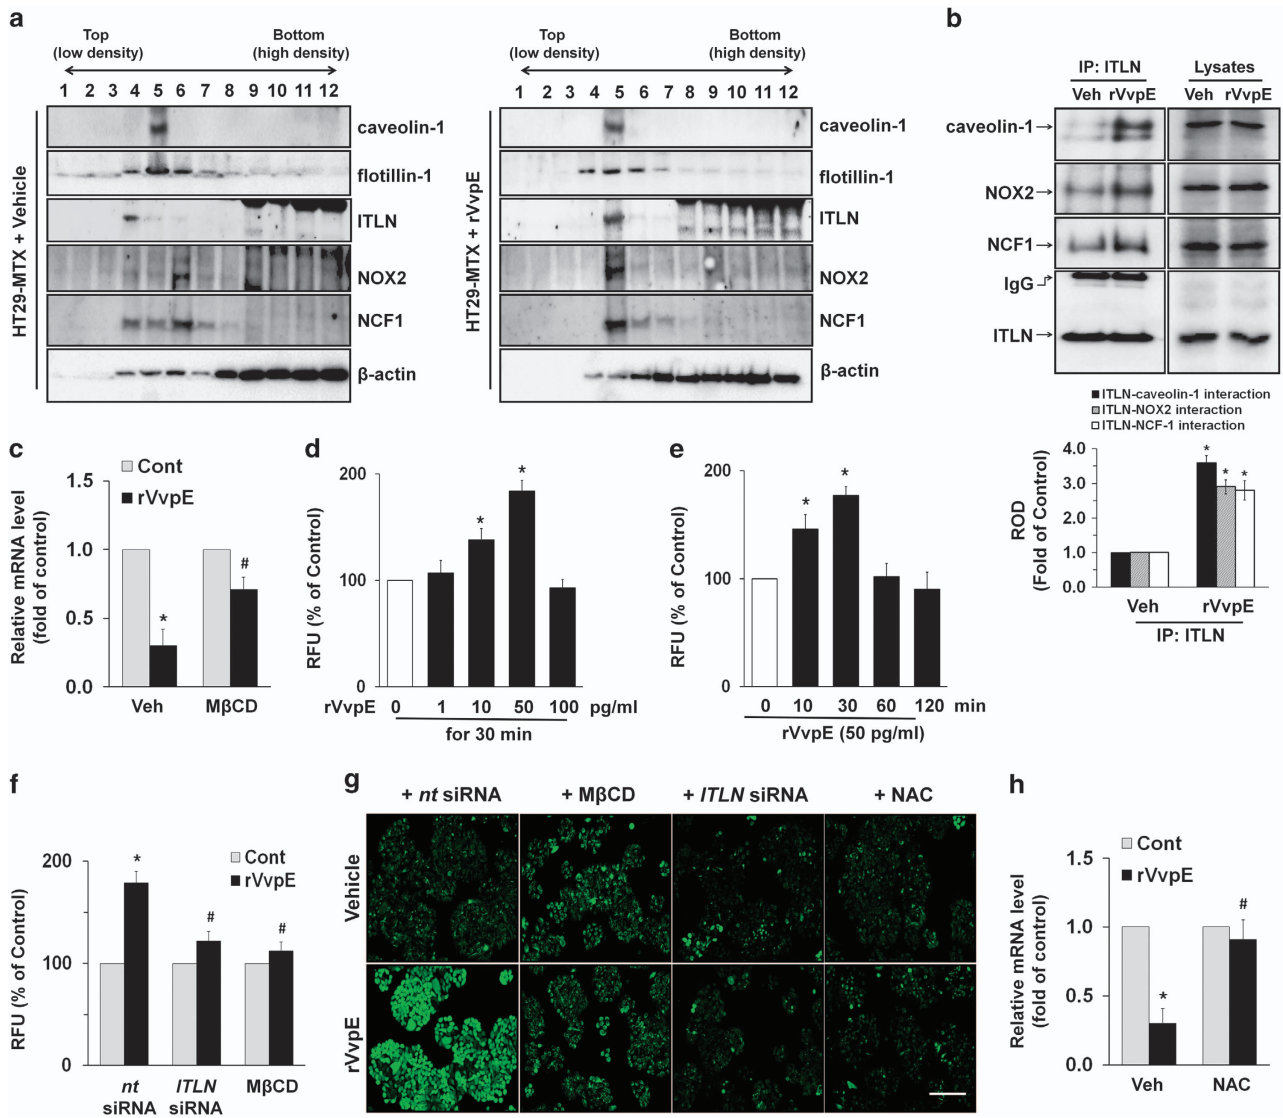 a
Top
(low density)
Bottom
(high density)
1 2 3 4 5 6 7 8 9 10 11 12
HT29-MTX + Vehicle
caveolin-1
flotillin-1
ITLN
NOX2
NCF1
β-actin
Top
(low density)
Bottom
(high density)
1 2 3 4 5 6 7 8 9 10 11 12
HT29-MTX + rVvpE
caveolin-1
flotillin-1
ITLN
NOX2
NCF1
β-actin
b
IP: ITLN
Lysates
Veh rVvpE
Veh rVvpE
caveolin-1
NOX2
NCF1
IgG
ITLN
ITLN-caveolin-1 interaction
ITLN-NOX2 interaction
ITLN-NCF-1 interaction
ROD
(Fold of Control)
4.0
3.0
2.0
1.0
0.0
* * *
Veh rVvpE
IP: ITLN
c
Cont
rVvpE
Relative mRNA level
(fold of control)
1.5
1.0
0.5
0.0
*
#
Veh MβCD
d
RFU (% of Control)
200
100
0
*
*
rVvpE 0 1 10 50 100 pg/ml
for 30 min
e
RFU (% of Control)
200
100
0
*
*
0 10 30 60 120 min
rVvpE (50 pg/ml)
f
Cont
rVvpE
RFU (% of Control)
200
100
0
*
#
#
nt
siRNA
ITLN
siRNA
MβCD
g
+ nt siRNA
+ MβCD
+ ITLN siRNA
+ NAC
Vehicle
rVvpE
h
Cont
rVvpE
Relative mRNA level
(fold of control)
1.5
1.0
0.5
0.0
*
#
Veh NAC